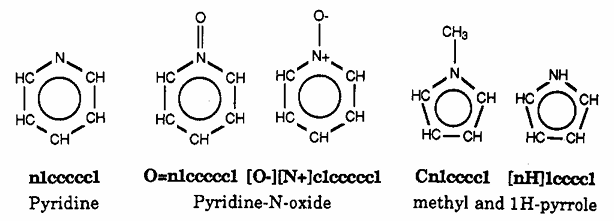 N
HC CH
HC CH
CH
n1ccccc1
Pyridine
O
N
HC CH
HC CH
CH
O-
N+
HC CH
HC CH
CH
O=n1ccccc1 [O-][N+]c1ccccc1
Pyridine-N-oxide
CH3
N
HC CH
HC CH
NH
HC CH
HC CH
Cn1cccc1 [nH]1cccc1
methyl and 1H-pyrrole